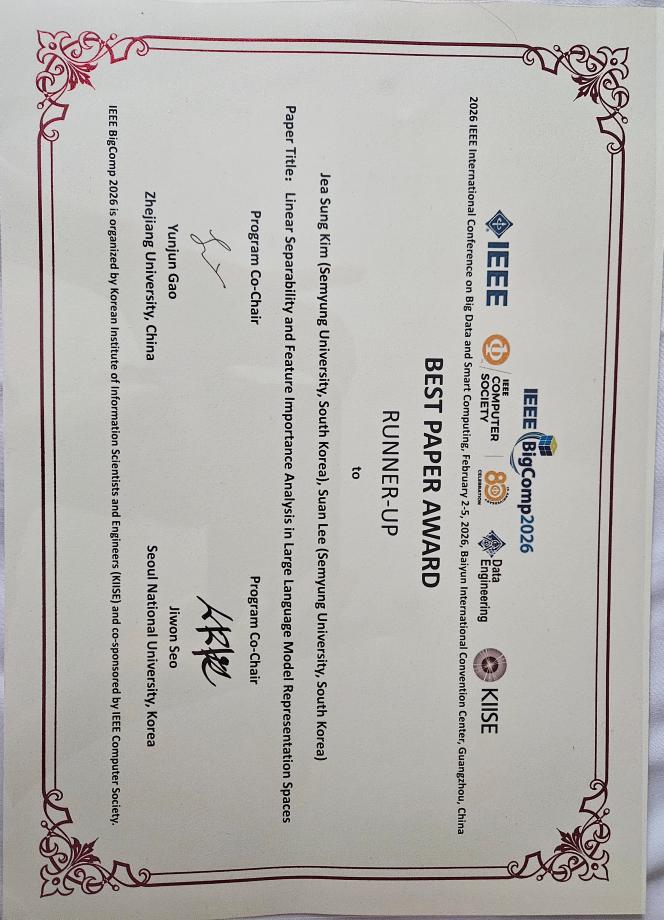 IEEE BigComp2026
IEEE
IEEE COMPUTER SOCIETY
80
CELEBRATION
Data Engineering
KIISE
2026 IEEE International Conference on Big Data and Smart Computing, February 2-5, 2026, Baiyun International Convention Center, Guangzhou, China
BEST PAPER AWARD
RUNNER-UP
to
Jea Sung Kim (Semyung University, South Korea), Suan Lee (Semyung University, South Korea)
Paper Title: Linear Separability and Feature Importance Analysis in Large Language Model Representation Spaces
Program Co-Chair
Program Co-Chair
Yunjun Gao
Jiwon Seo
Zhejiang University, China
Seoul National University, Korea
IEEE BigComp 2026 is organized by Korean Institute of Information Scientists and Engineers (KIISE) and co-sponsored by IEEE Computer Society.